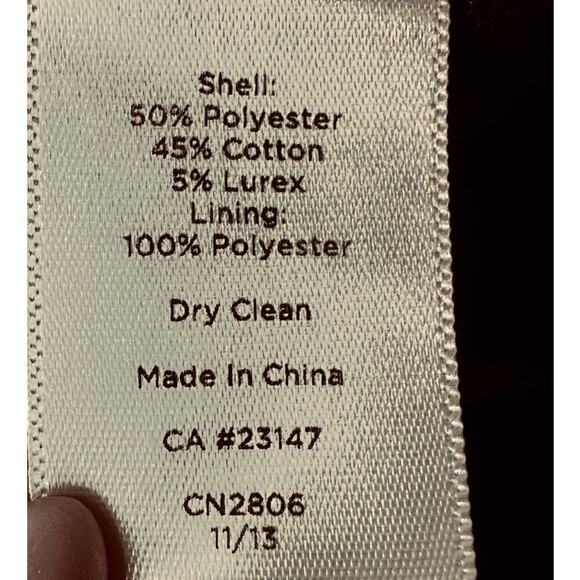 Shell:
50% Polyester
45% Cotton
5% Lurex
Lining:
100% Polyester
Dry Clean
Made In China
CA #23147
CN2806
11/13